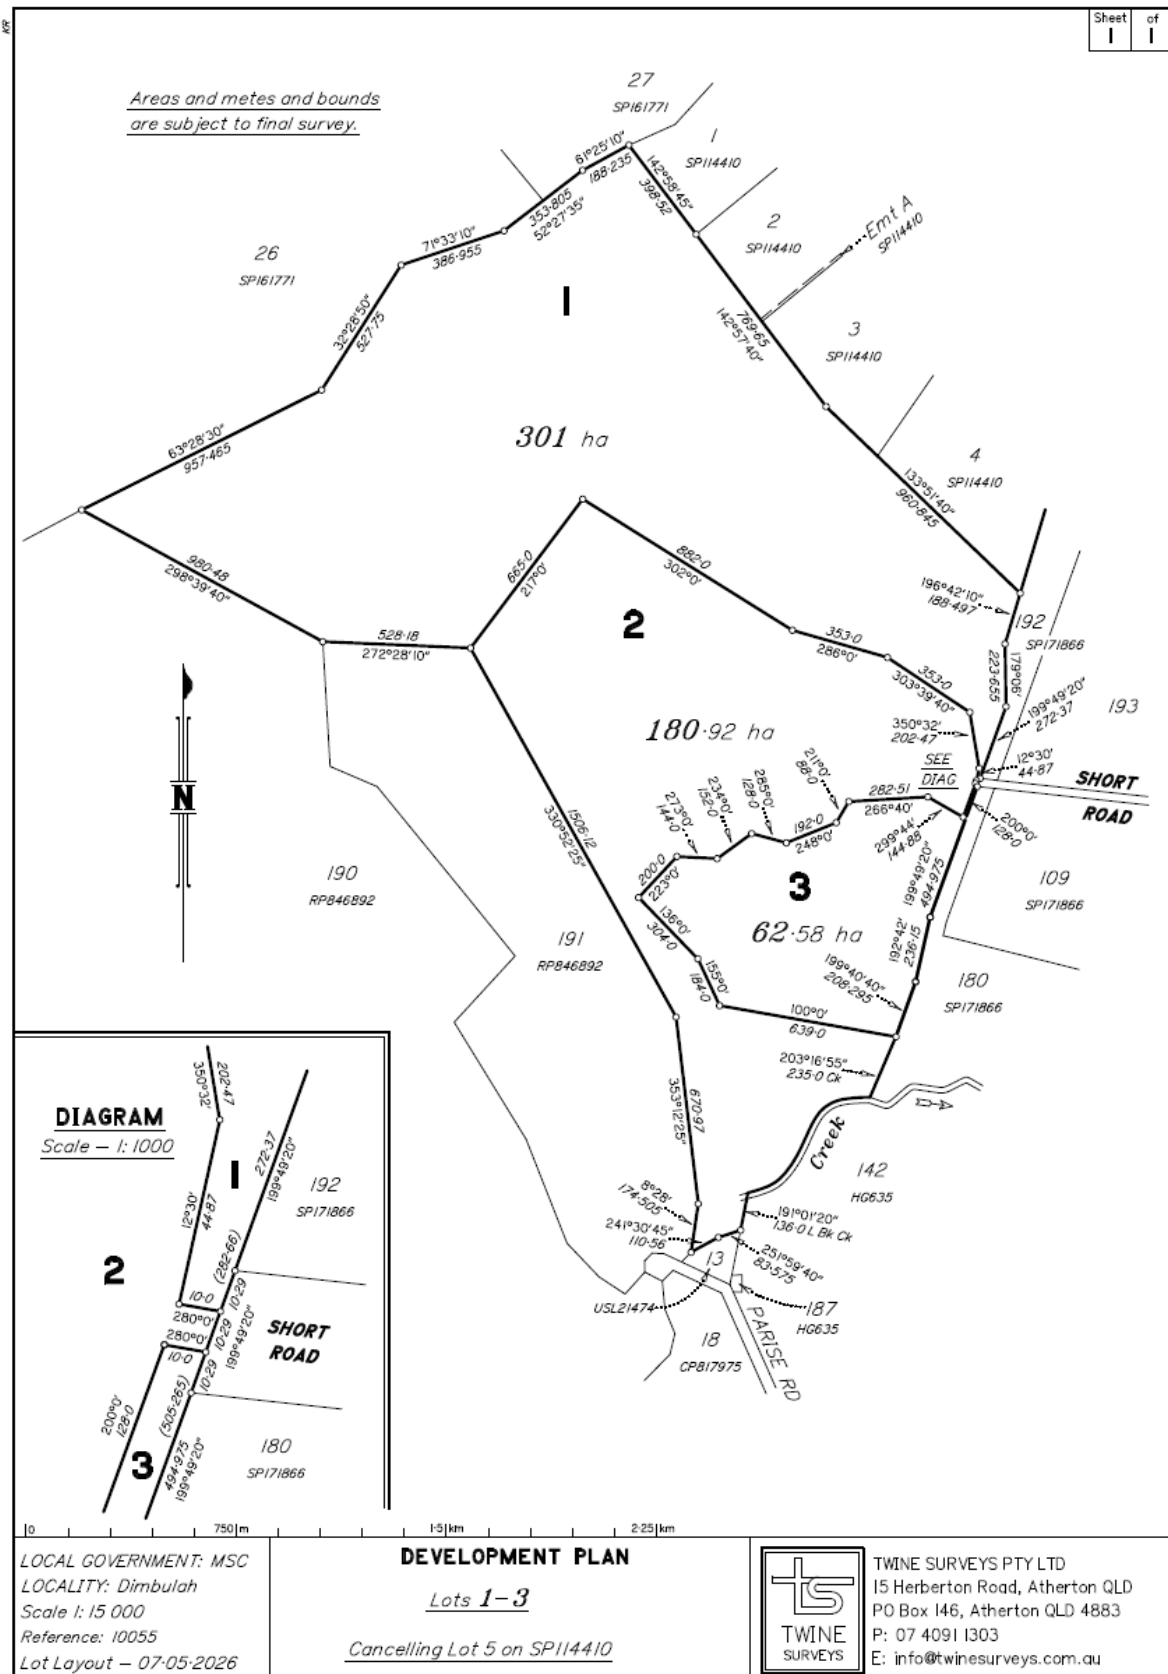 KR
Sheet of
1 1
Areas and metes and bounds
are subject to final survey.
27
SP161771
1
SP114410
2
SP114410
Emt A
SP114410
3
SP114410
4
SP114410
26
SP161771
61°25'10"
188·235
353·805
52°27'35"
71°33'10"
386·955
32°28'50"
527·75
63°28'30"
957·465
142°58'45"
398·52
769·65
142°57'40"
133°51'40"
960·845
1
301 ha
980·48
298°39'40"
528·18
272°28'10"
665·0
217°0'
882·0
302°0'
353·0
286°0'
353·0
303°39'40"
196°42'10"
188·497
192
SP171866
179°06'
223·655
199°49'20"
272·37
193
350°32'
202·47
12°30'
44·87
SEE
DIAG
SHORT
ROAD
200°0'
128·0
2
180·92 ha
211°0'
88·0
285°0'
128·0
234°0'
152·0
273°0'
144·0
192·0
248°0'
282·51
266°40'
299°44'
144·88
200·0
223°0'
136°0'
304·0
155°0'
184·0
100°0'
639·0
3
62·58 ha
199°49'20"
494·975
192°42'
236·15
199°40'40"
208·295
203°16'55"
235·0 Ck
109
SP171866
180
SP171866
N
190
RP846892
191
RP846892
1506·12
330°52'25"
670·97
353°12'25"
8°28'
174·505
241°30'45"
110·56
191°01'20"
136·0 L Bk Ck
251°59'40"
83·575
Creek
142
HG635
13
USL21474
187
HG635
18
CP817975
PARISE RD
DIAGRAM
Scale – 1:1000
202·47
350°32'
1
272·37
199°49'20"
192
SP171866
12°30'
44·87
2
(282·66)
10·29
10·0
280°0'
10·29
199°49'20"
280°0'
10·0
10·29
SHORT
ROAD
200°0'
128·0
(505·265)
494·975
199°49'20"
3
180
SP171866
0 750 m 1·5 km 2·25 km
LOCAL GOVERNMENT: MSC
LOCALITY: Dimbulah
Scale 1:15 000
Reference: 10055
Lot Layout – 07-05-2026
DEVELOPMENT PLAN
Lots 1–3
Cancelling Lot 5 on SP114410
TWINE
SURVEYS
TWINE SURVEYS PTY LTD
15 Herberton Road, Atherton QLD
PO Box 146, Atherton QLD 4883
P: 07 4091 1303
E: info@twinesurveys.com.au